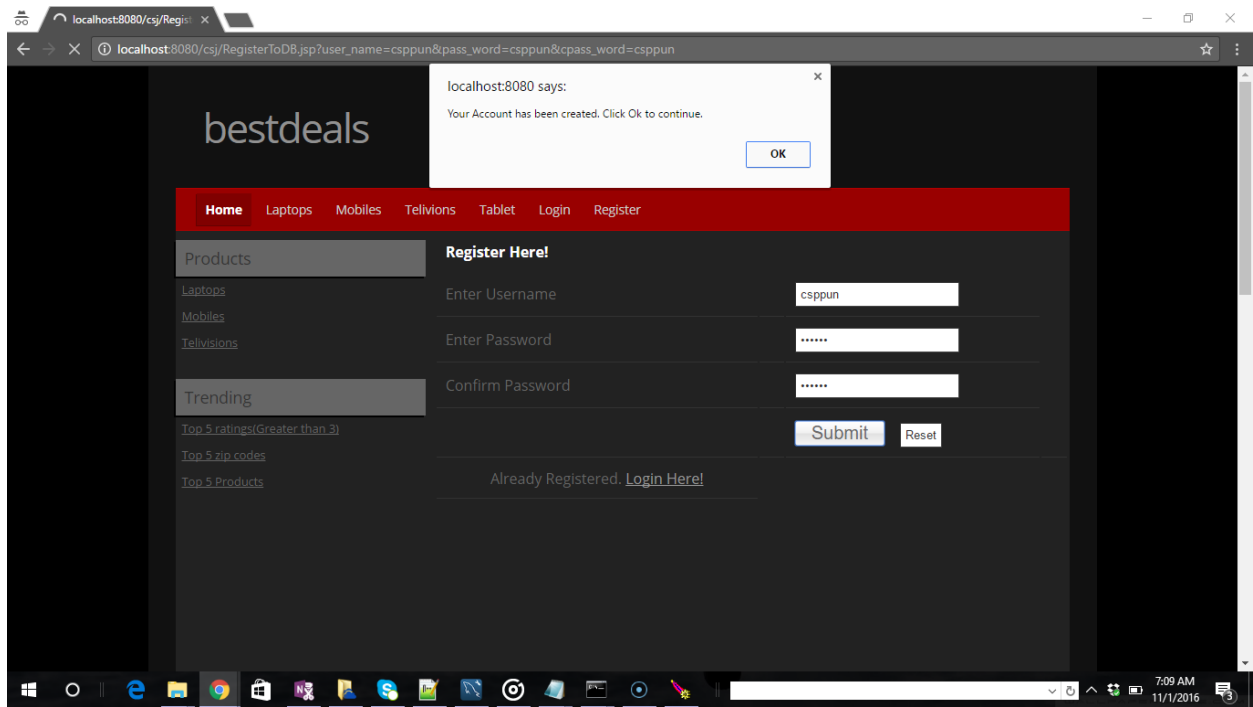 localhost:8080/csj/Regist
localhost:8080/csj/RegisterToDB.jsp?user_name=csppun&pass_word=csppun&cpass_word=csppun
localhost:8080 says:
Your Account has been created. Click Ok to continue.
OK
bestdeals
Home Laptops Mobiles Telivions Tablet Login Register
Products
Laptops
Mobiles
Telivisions
Trending
Top 5 ratings(Greater than 3)
Top 5 zip codes
Top 5 Products
Register Here!
Enter Username csppun
Enter Password ••••••
Confirm Password ••••••
Submit Reset
Already Registered. Login Here!
7:09 AM
11/1/2016
3